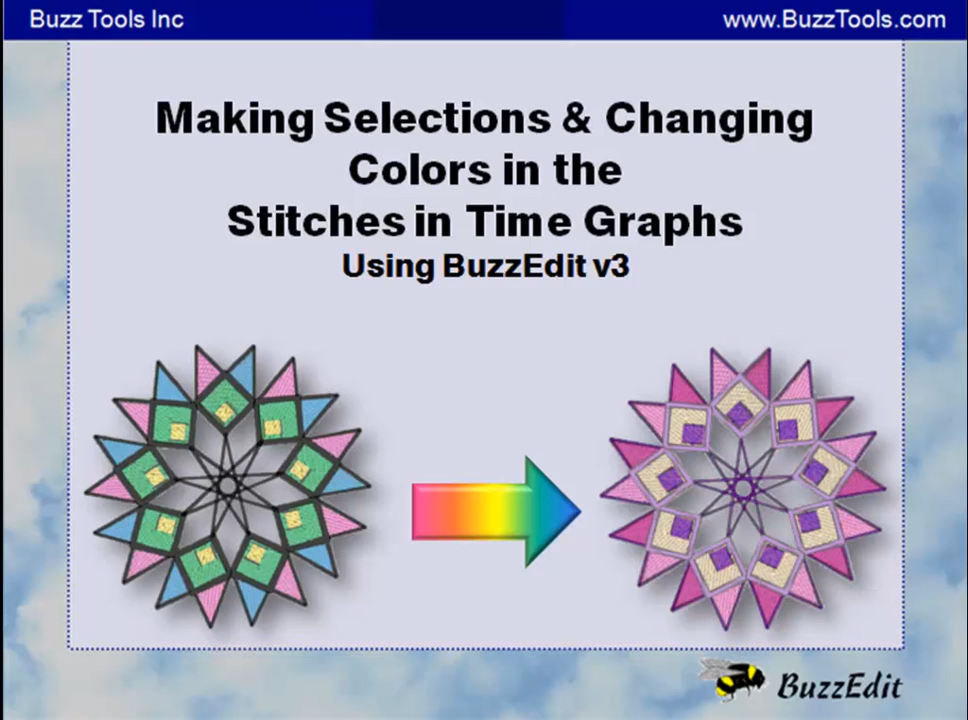 Buzz Tools Inc
www.BuzzTools.com
Making Selections & Changing
Colors in the
Stitches in Time Graphs
Using BuzzEdit v3
BuzzEdit